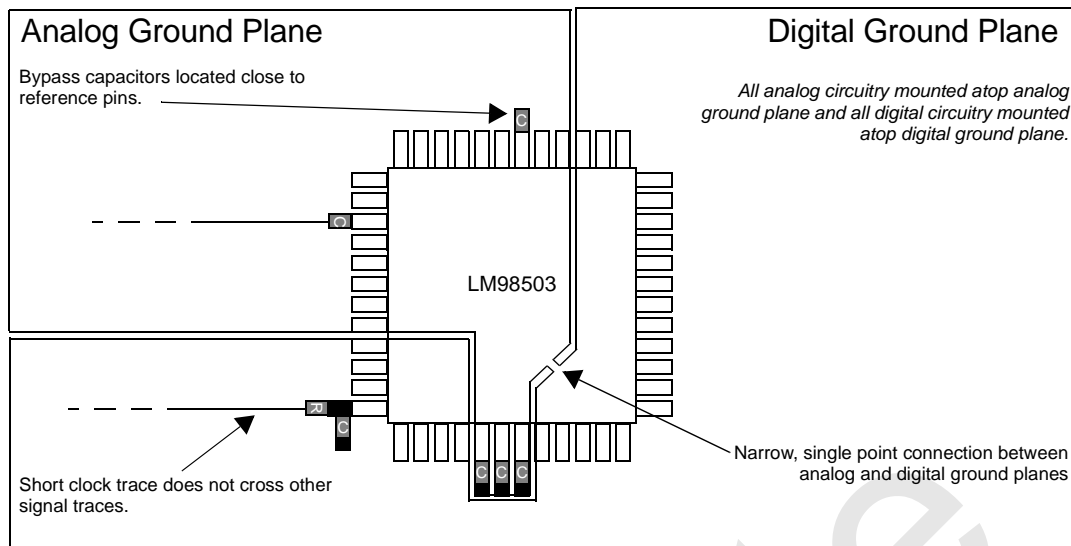 Analog Ground Plane
Digital Ground Plane
Bypass capacitors located close to
reference pins.
All analog circuitry mounted atop analog
ground plane and all digital circuitry mounted
atop digital ground plane.
C
C
LM98503
R
C
C
C
C
Short clock trace does not cross other
signal traces.
Narrow, single point connection between
analog and digital ground planes